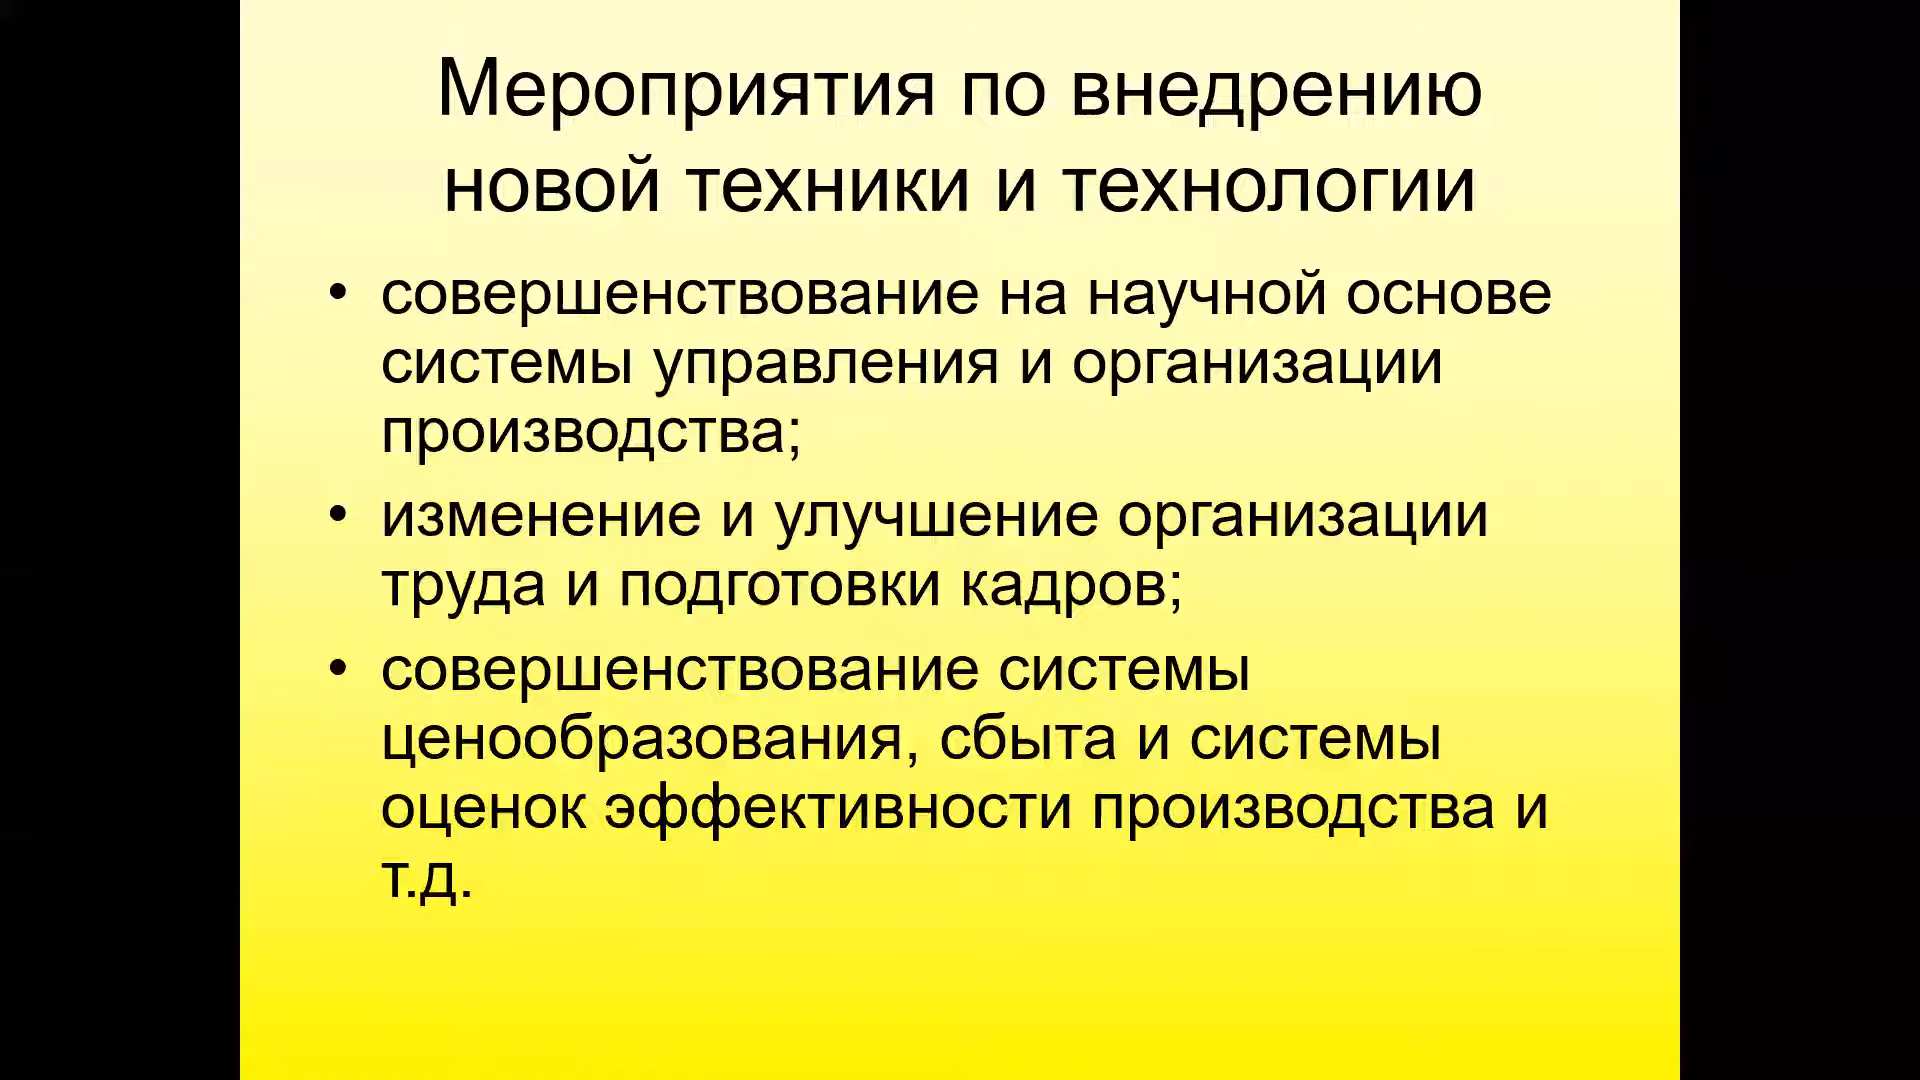 Мероприятия по внедрению
новой техники и технологии
• совершенствование на научной основе
системы управления и организации
производства;
• изменение и улучшение организации
труда и подготовки кадров;
• совершенствование системы
ценообразования, сбыта и системы
оценок эффективности производства и
т.д.